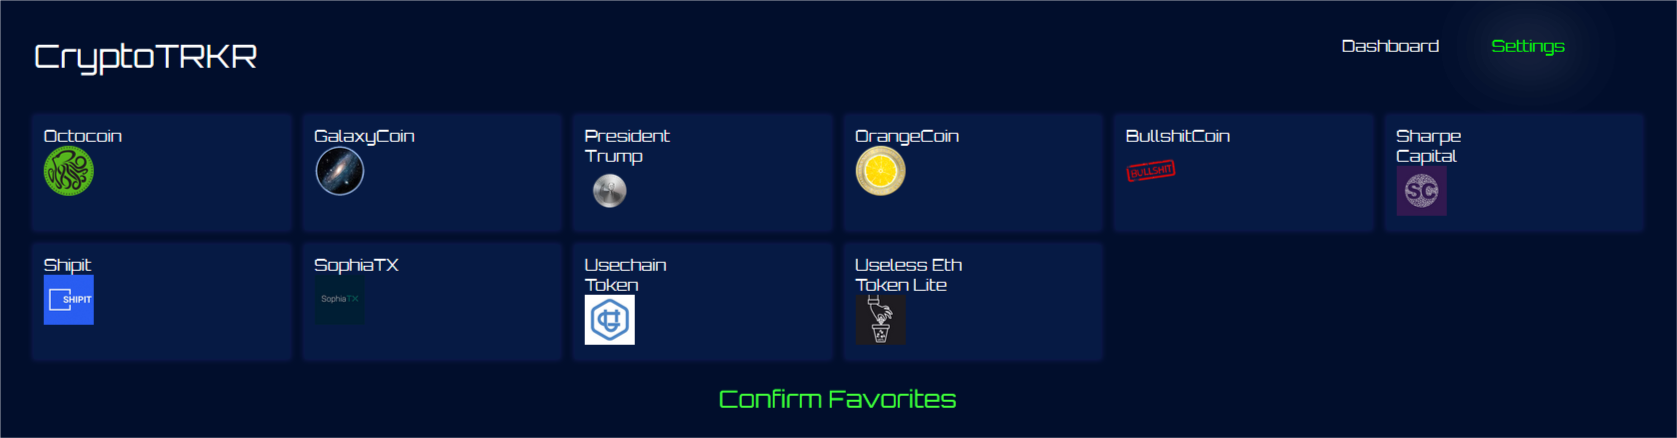 CryptoTRKR
Dashboard
Settings
Octocoin
GalaxyCoin
President
Trump
OrangeCoin
BullshitCoin
BULLSHIT
Sharpe
Capital
SC
Shipit
SHIPIT
SophiaTX
SophiaTX
Usechain
Token
Useless Eth
Token Lite
Confirm Favorites